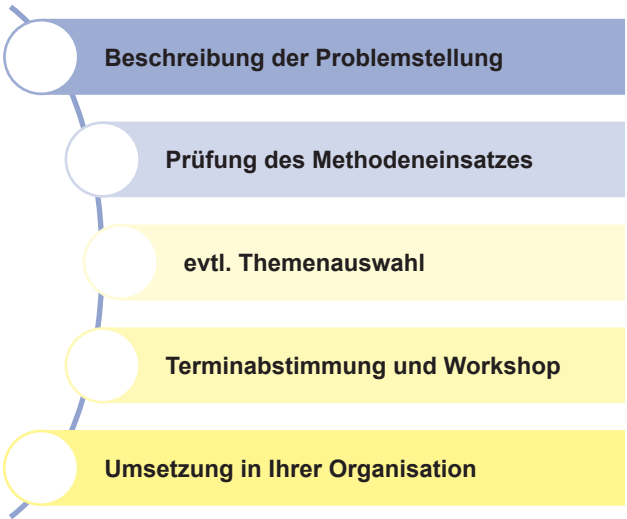 Beschreibung der Problemstellung
Prüfung des Methodeneinsatzes
evtl. Themenauswahl
Terminabstimmung und Workshop
Umsetzung in Ihrer Organisation